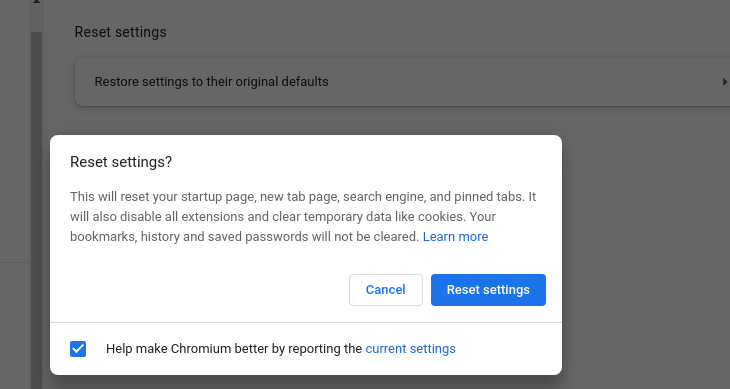 Reset settings
Restore settings to their original defaults
Reset settings?
This will reset your startup page, new tab page, search engine, and pinned tabs. It
will also disable all extensions and clear temporary data like cookies. Your
bookmarks, history and saved passwords will not be cleared. Learn more
Cancel
Reset settings
Help make Chromium better by reporting the current settings